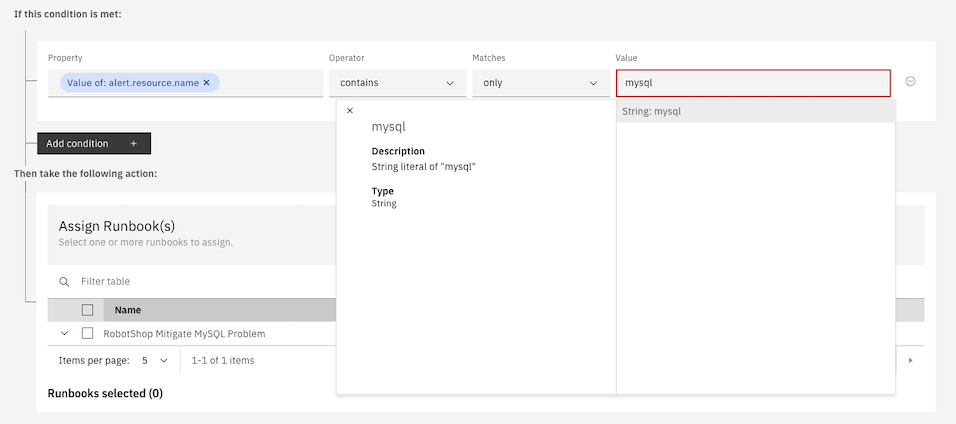 If this condition is met:
Property Operator Matches Value
Value of: alert.resource.name × contains only mysql
× String: mysql
mysql
Add condition +
Description
String literal of "mysql"
Then take the following action:
Type
String
Assign Runbook(s)
Select one or more runbooks to assign.
Filter table
Name
RobotShop Mitigate MySQL Problem
Items per page: 5 1-1 of 1 items
Runbooks selected (0)